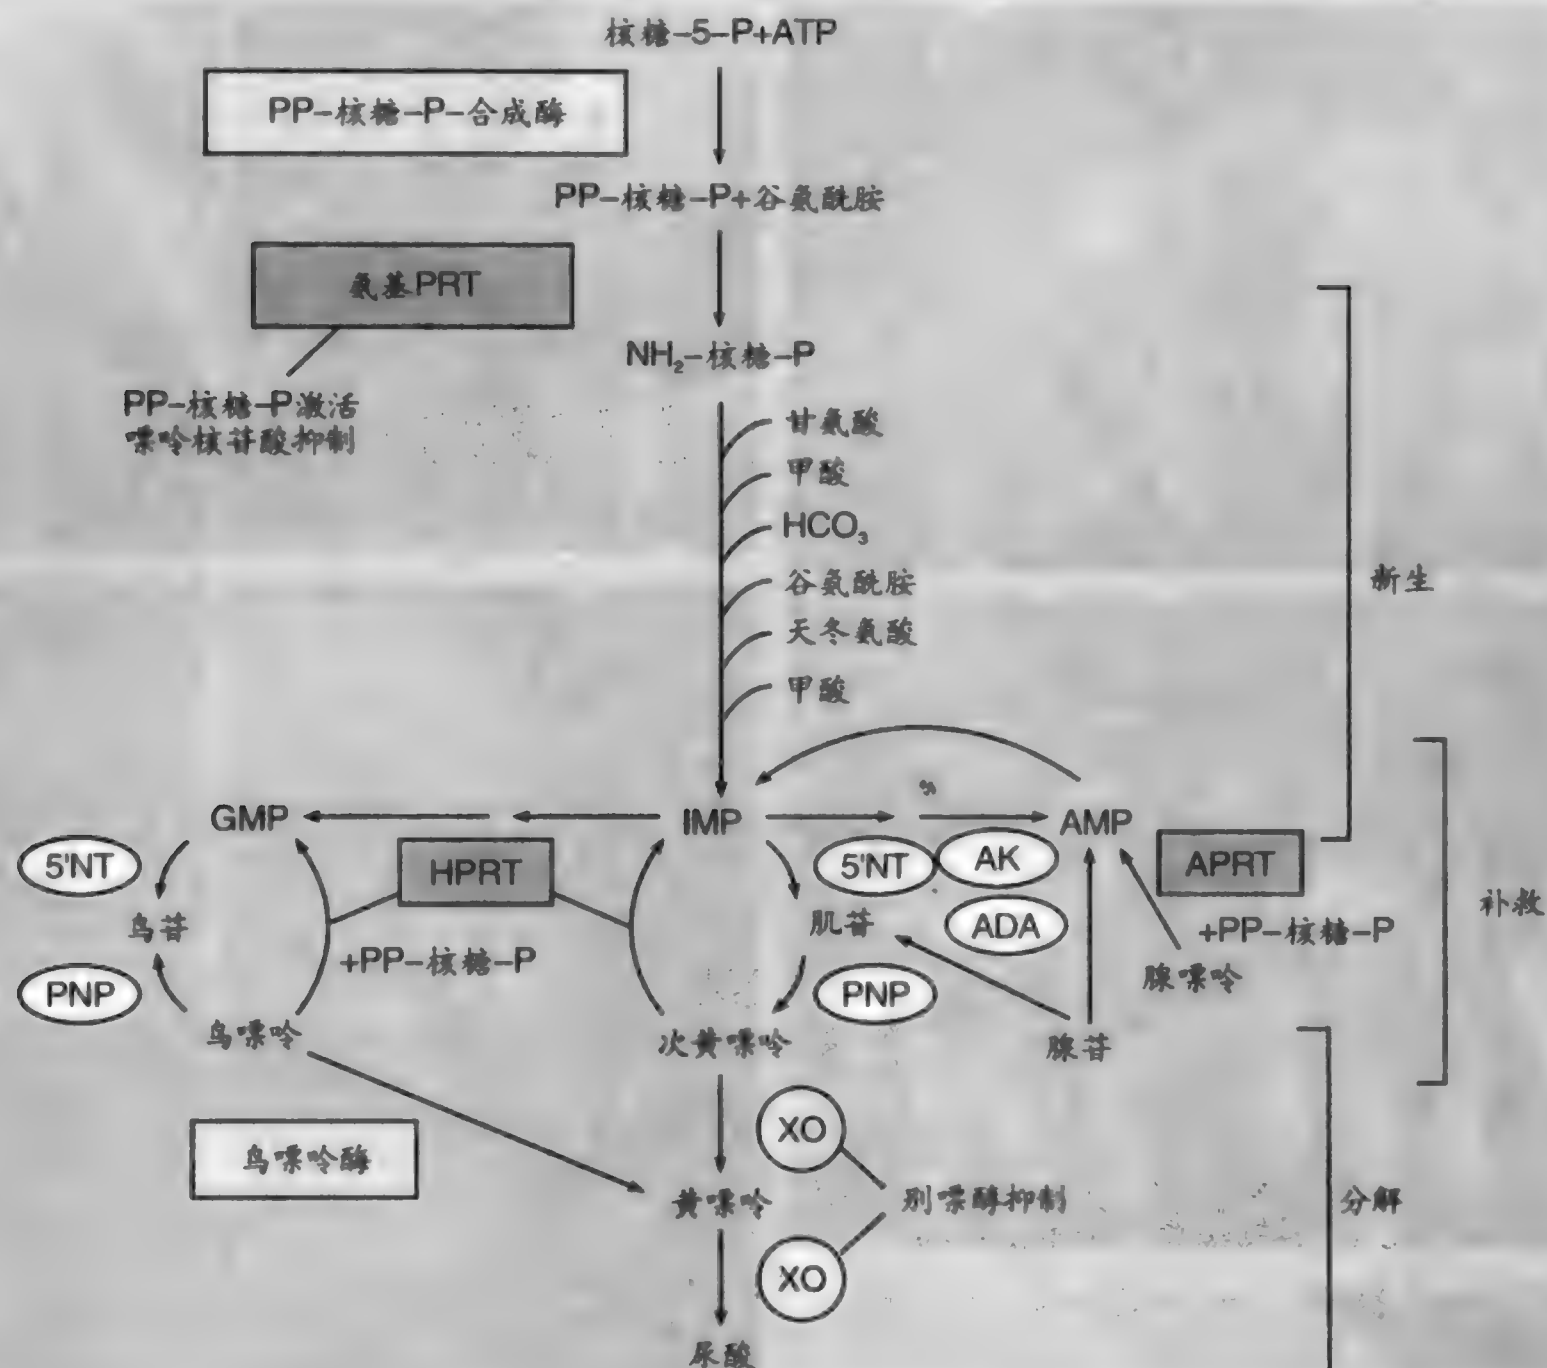 核糖-5-P+ATP
PP-核糖-P-合成酶
PP-核糖-P+谷氨酰胺
氨基PRT
NH₂-核糖-P
PP-核糖-P激活
嘌呤核苷酸抑制
甘氨酸
甲酸
HCO₃
谷氨酰胺
天冬氨酸
甲酸
新生
GMP
IMP
AMP
5'NT
HPRT
5'NT
AK
APRT
鸟苷
肌苷
ADA
+PP-核糖-P
补救
+PP-核糖-P
腺嘌呤
PNP
PNP
鸟嘌呤
次黄嘌呤
腺苷
XO
鸟嘌呤酶
黄嘌呤
别嘌醇抑制
分解
XO
尿酸